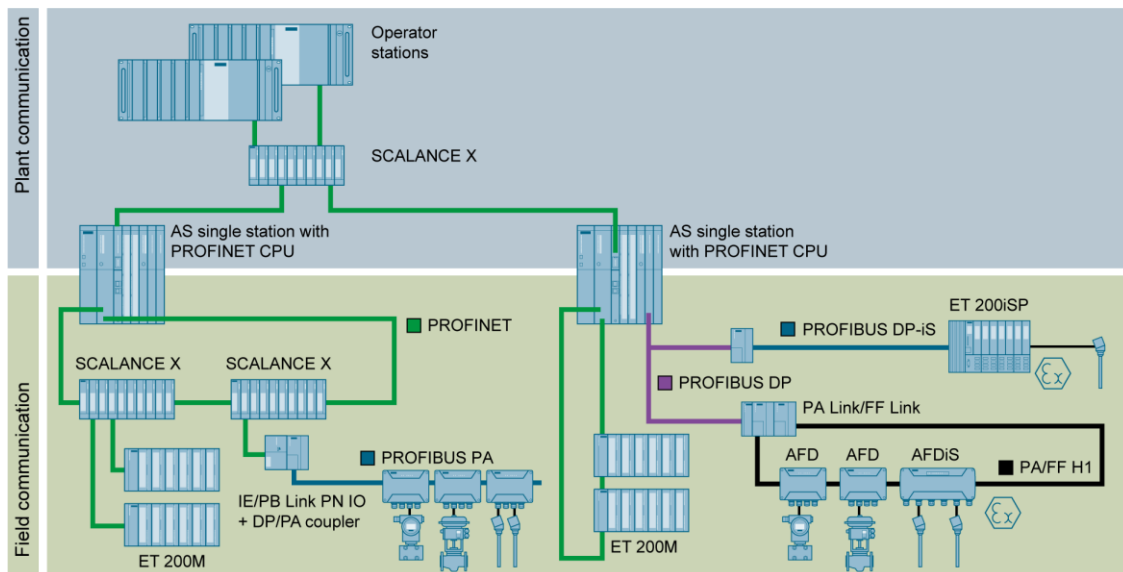 Plant communication
Operator
stations
SCALANCE X
AS single station with
PROFINET CPU
AS single station
with PROFINET CPU
Field communication
PROFINET
SCALANCE X
SCALANCE X
IE/PB Link PN IO
+ DP/PA coupler
PROFIBUS PA
ET 200M
ET 200M
PROFIBUS DP-iS
ET 200iSP
Ex
PROFIBUS DP
PA Link/FF Link
AFD
AFD
AFDiS
PA/FF H1
Ex